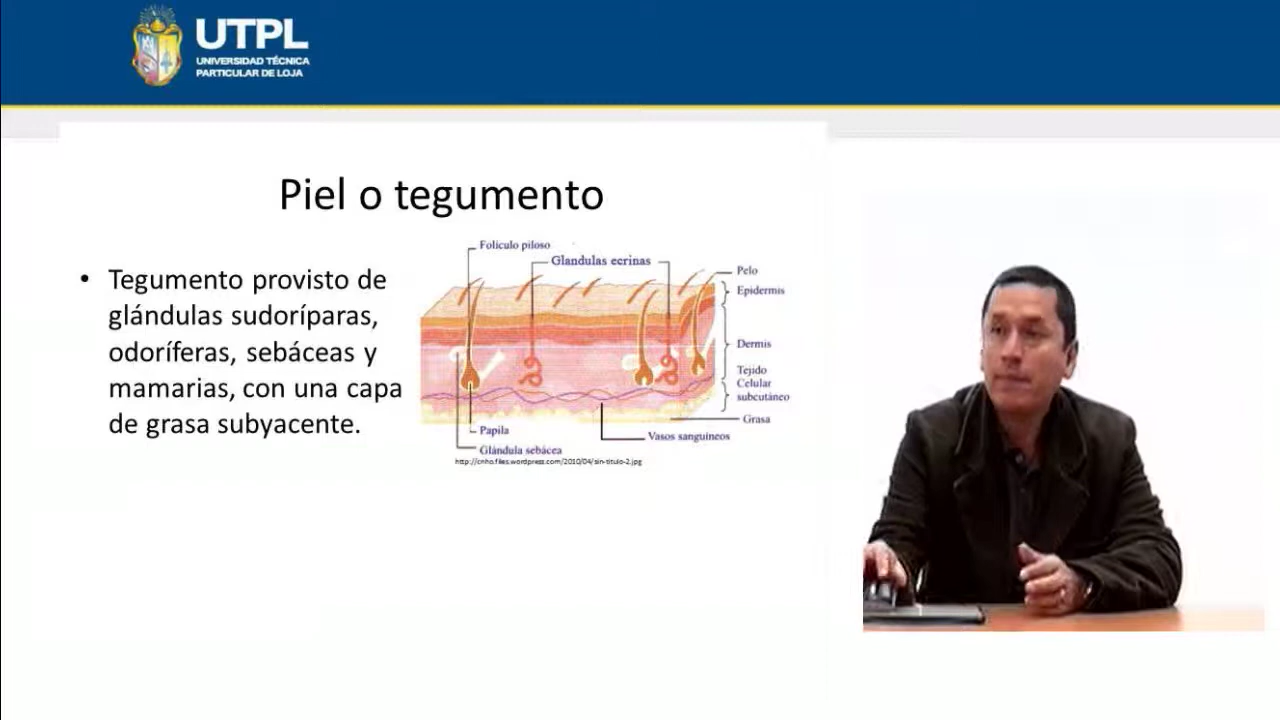 UTPL
UNIVERSIDAD TÉCNICA
PARTICULAR DE LOJA
Piel o tegumento
• Tegumento provisto de
glándulas sudoríparas,
odoríferas, sebáceas y
mamarias, con una capa
de grasa subyacente.
Folículo piloso
Glandulas ecrinas
Pelo
Epidermis
Dermis
Tejido
Celular
subcutáneo
Grasa
Papila
Vasos sanguíneos
Glándula sebácea
http://cnho.files.wordpress.com/2010/04/sin-titulo-2.jpg